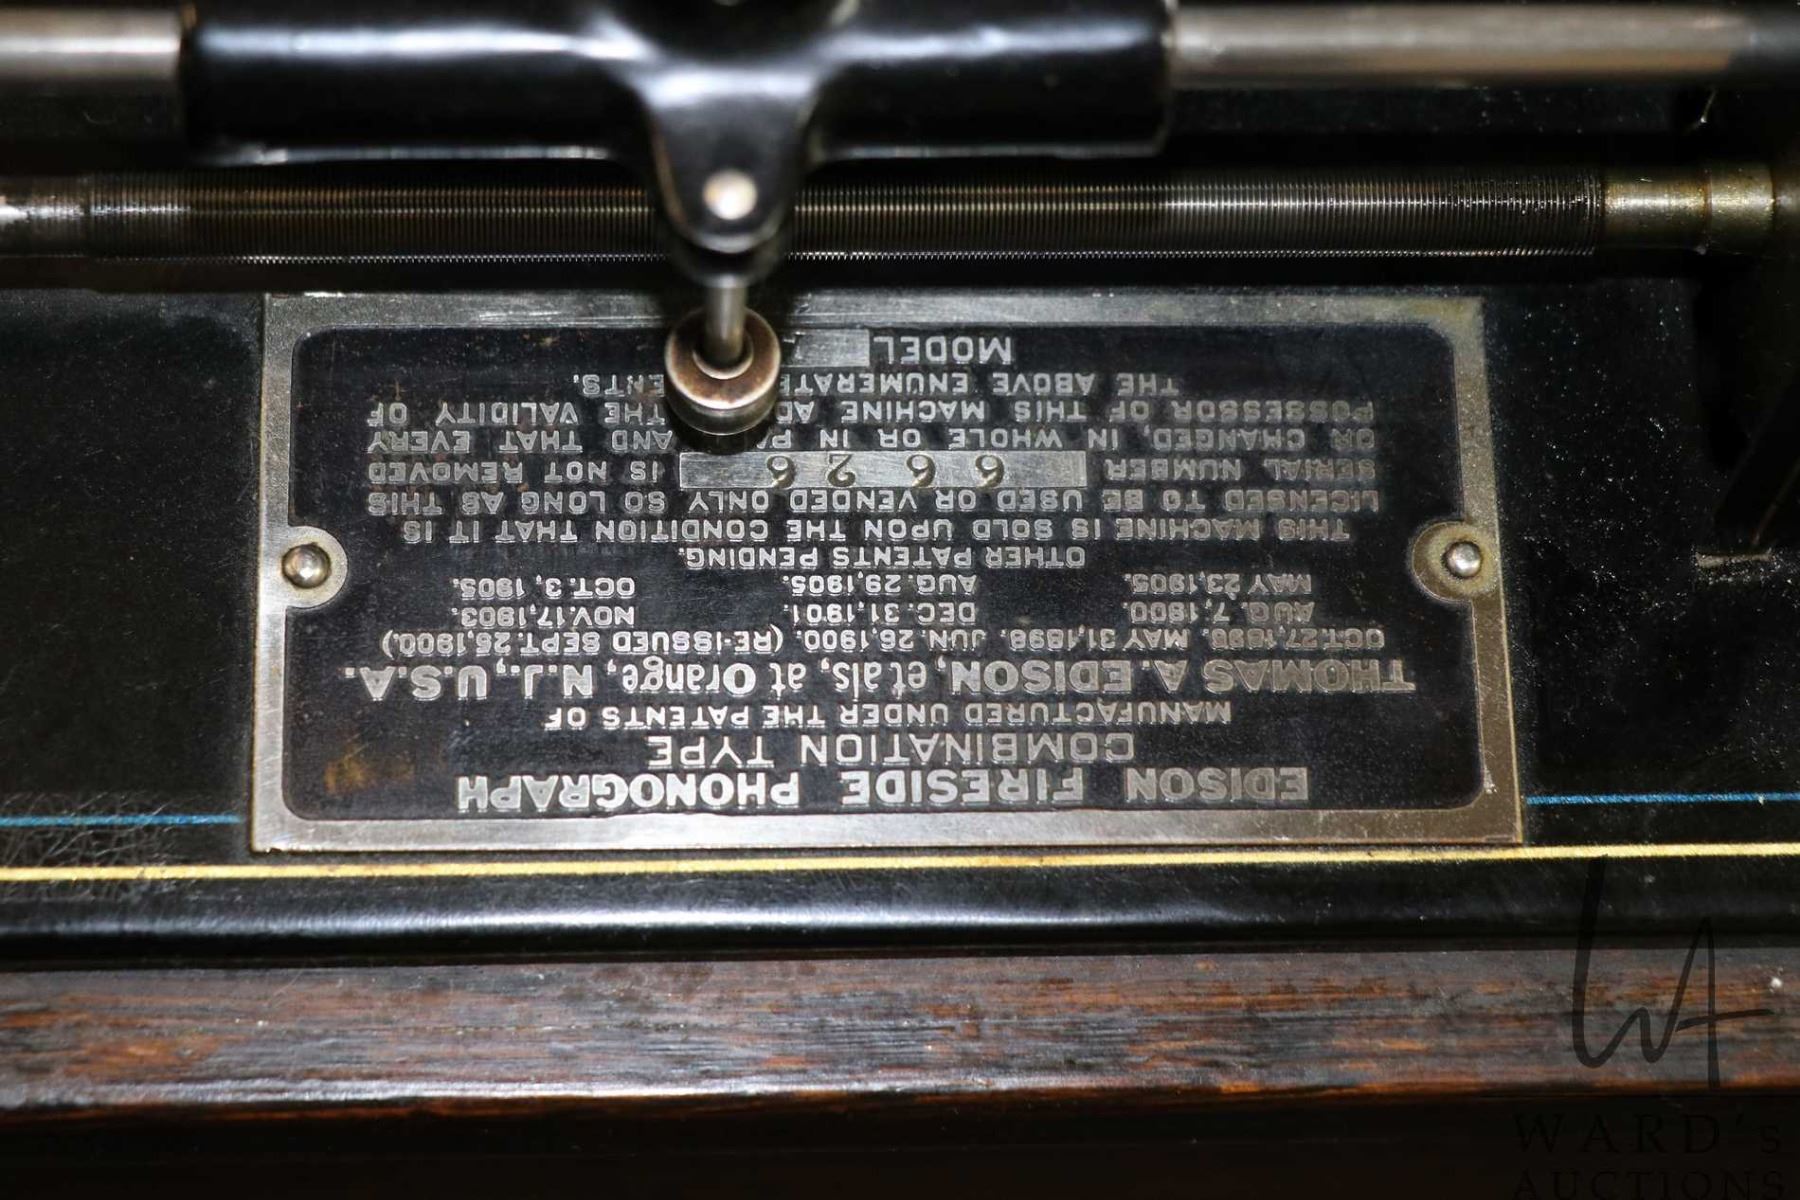 EDISON FIRESIDE PHONOGRAPH
COMBINATION TYPE
MANUFACTURED UNDER THE PATENTS OF
THOMAS A. EDISON, et als, at Orange, N.J., U.S.A.
OCT.27,1896. MAY 31,1898. JUN.26,1900. (RE-ISSUED SEPT.25,1900.)
AUG. 7, 1900. DEC.31,1901. NOV.17,1903.
MAY 23,1905. AUG.29,1905. OCT.3,1905.
OTHER PATENTS PENDING.
THIS MACHINE IS SOLD UPON THE CONDITION THAT IT IS
LICENSED TO BE USED OR VENDED ONLY SO LONG AS THIS
SERIAL NUMBER IS NOT REMOVED
OR CHANGED, IN WHOLE OR IN AND THAT EVERY
POSSESSOR OF THIS MACHINE THE VALIDITY OF
THE ABOVE
MODEL
WARD's
AUCTIONS